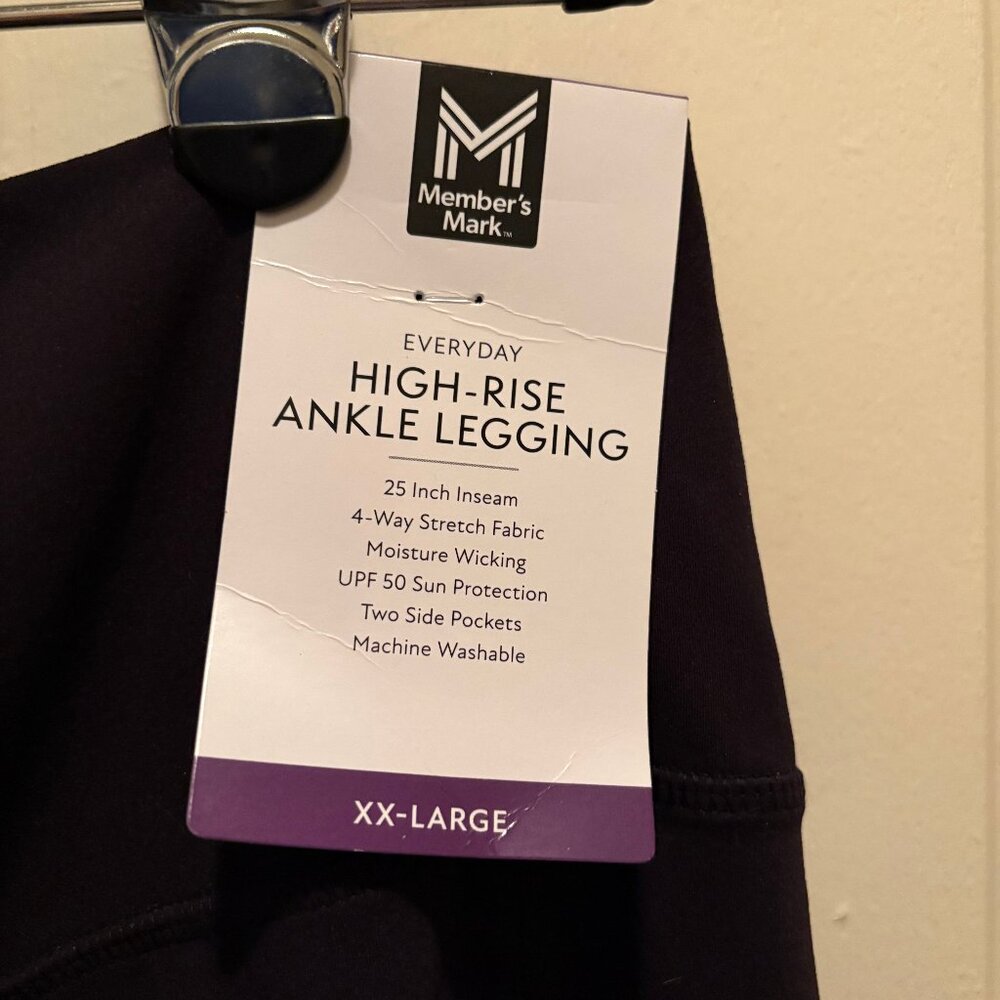 Member's
Mark™
EVERYDAY
HIGH-RISE
ANKLE LEGGING
25 Inch Inseam
4-Way Stretch Fabric
Moisture Wicking
UPF 50 Sun Protection
Two Side Pockets
Machine Washable
XX-LARGE